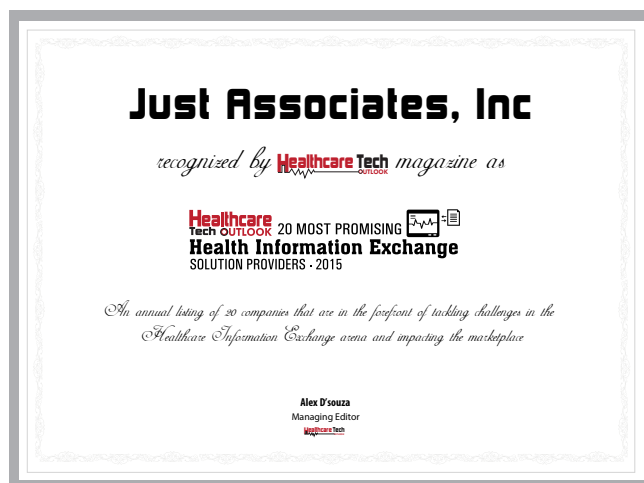 Just Associates, Inc
recognized by Healthcare Tech OUTLOOK magazine as
Healthcare
Tech OUTLOOK 20 MOST PROMISING
Health Information Exchange
SOLUTION PROVIDERS - 2015
An annual listing of 20 companies that are in the forefront of tackling challenges in the
Healthcare Information Exchange arena and impacting the marketplace
Alex D'souza
Managing Editor
Healthcare Tech